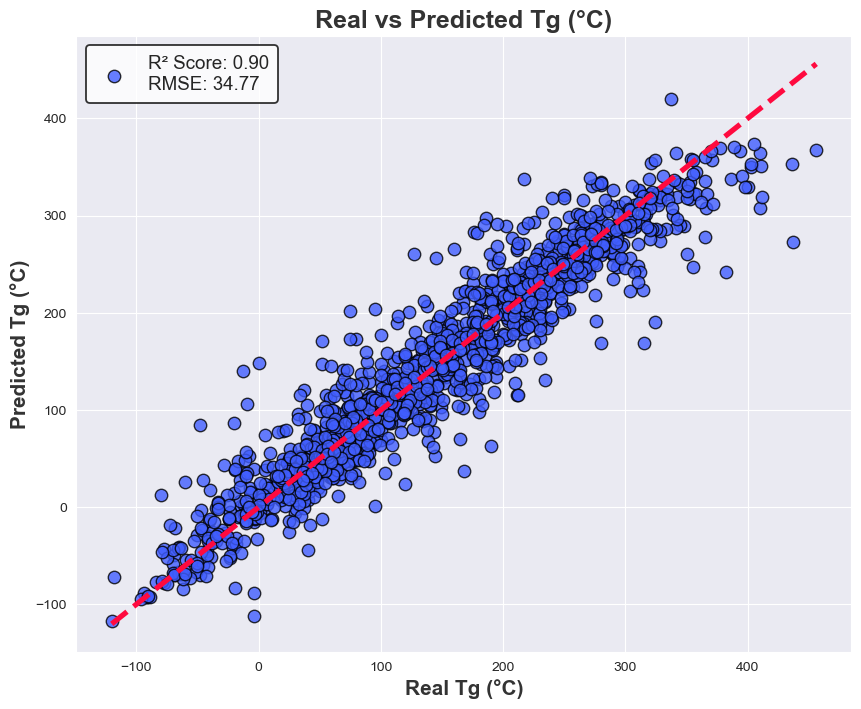 Real vs Predicted Tg (°C)
R² Score: 0.90
RMSE: 34.77
Predicted Tg (°C)
400
300
200
100
0
−100
−100
0
100
200
300
400
Real Tg (°C)